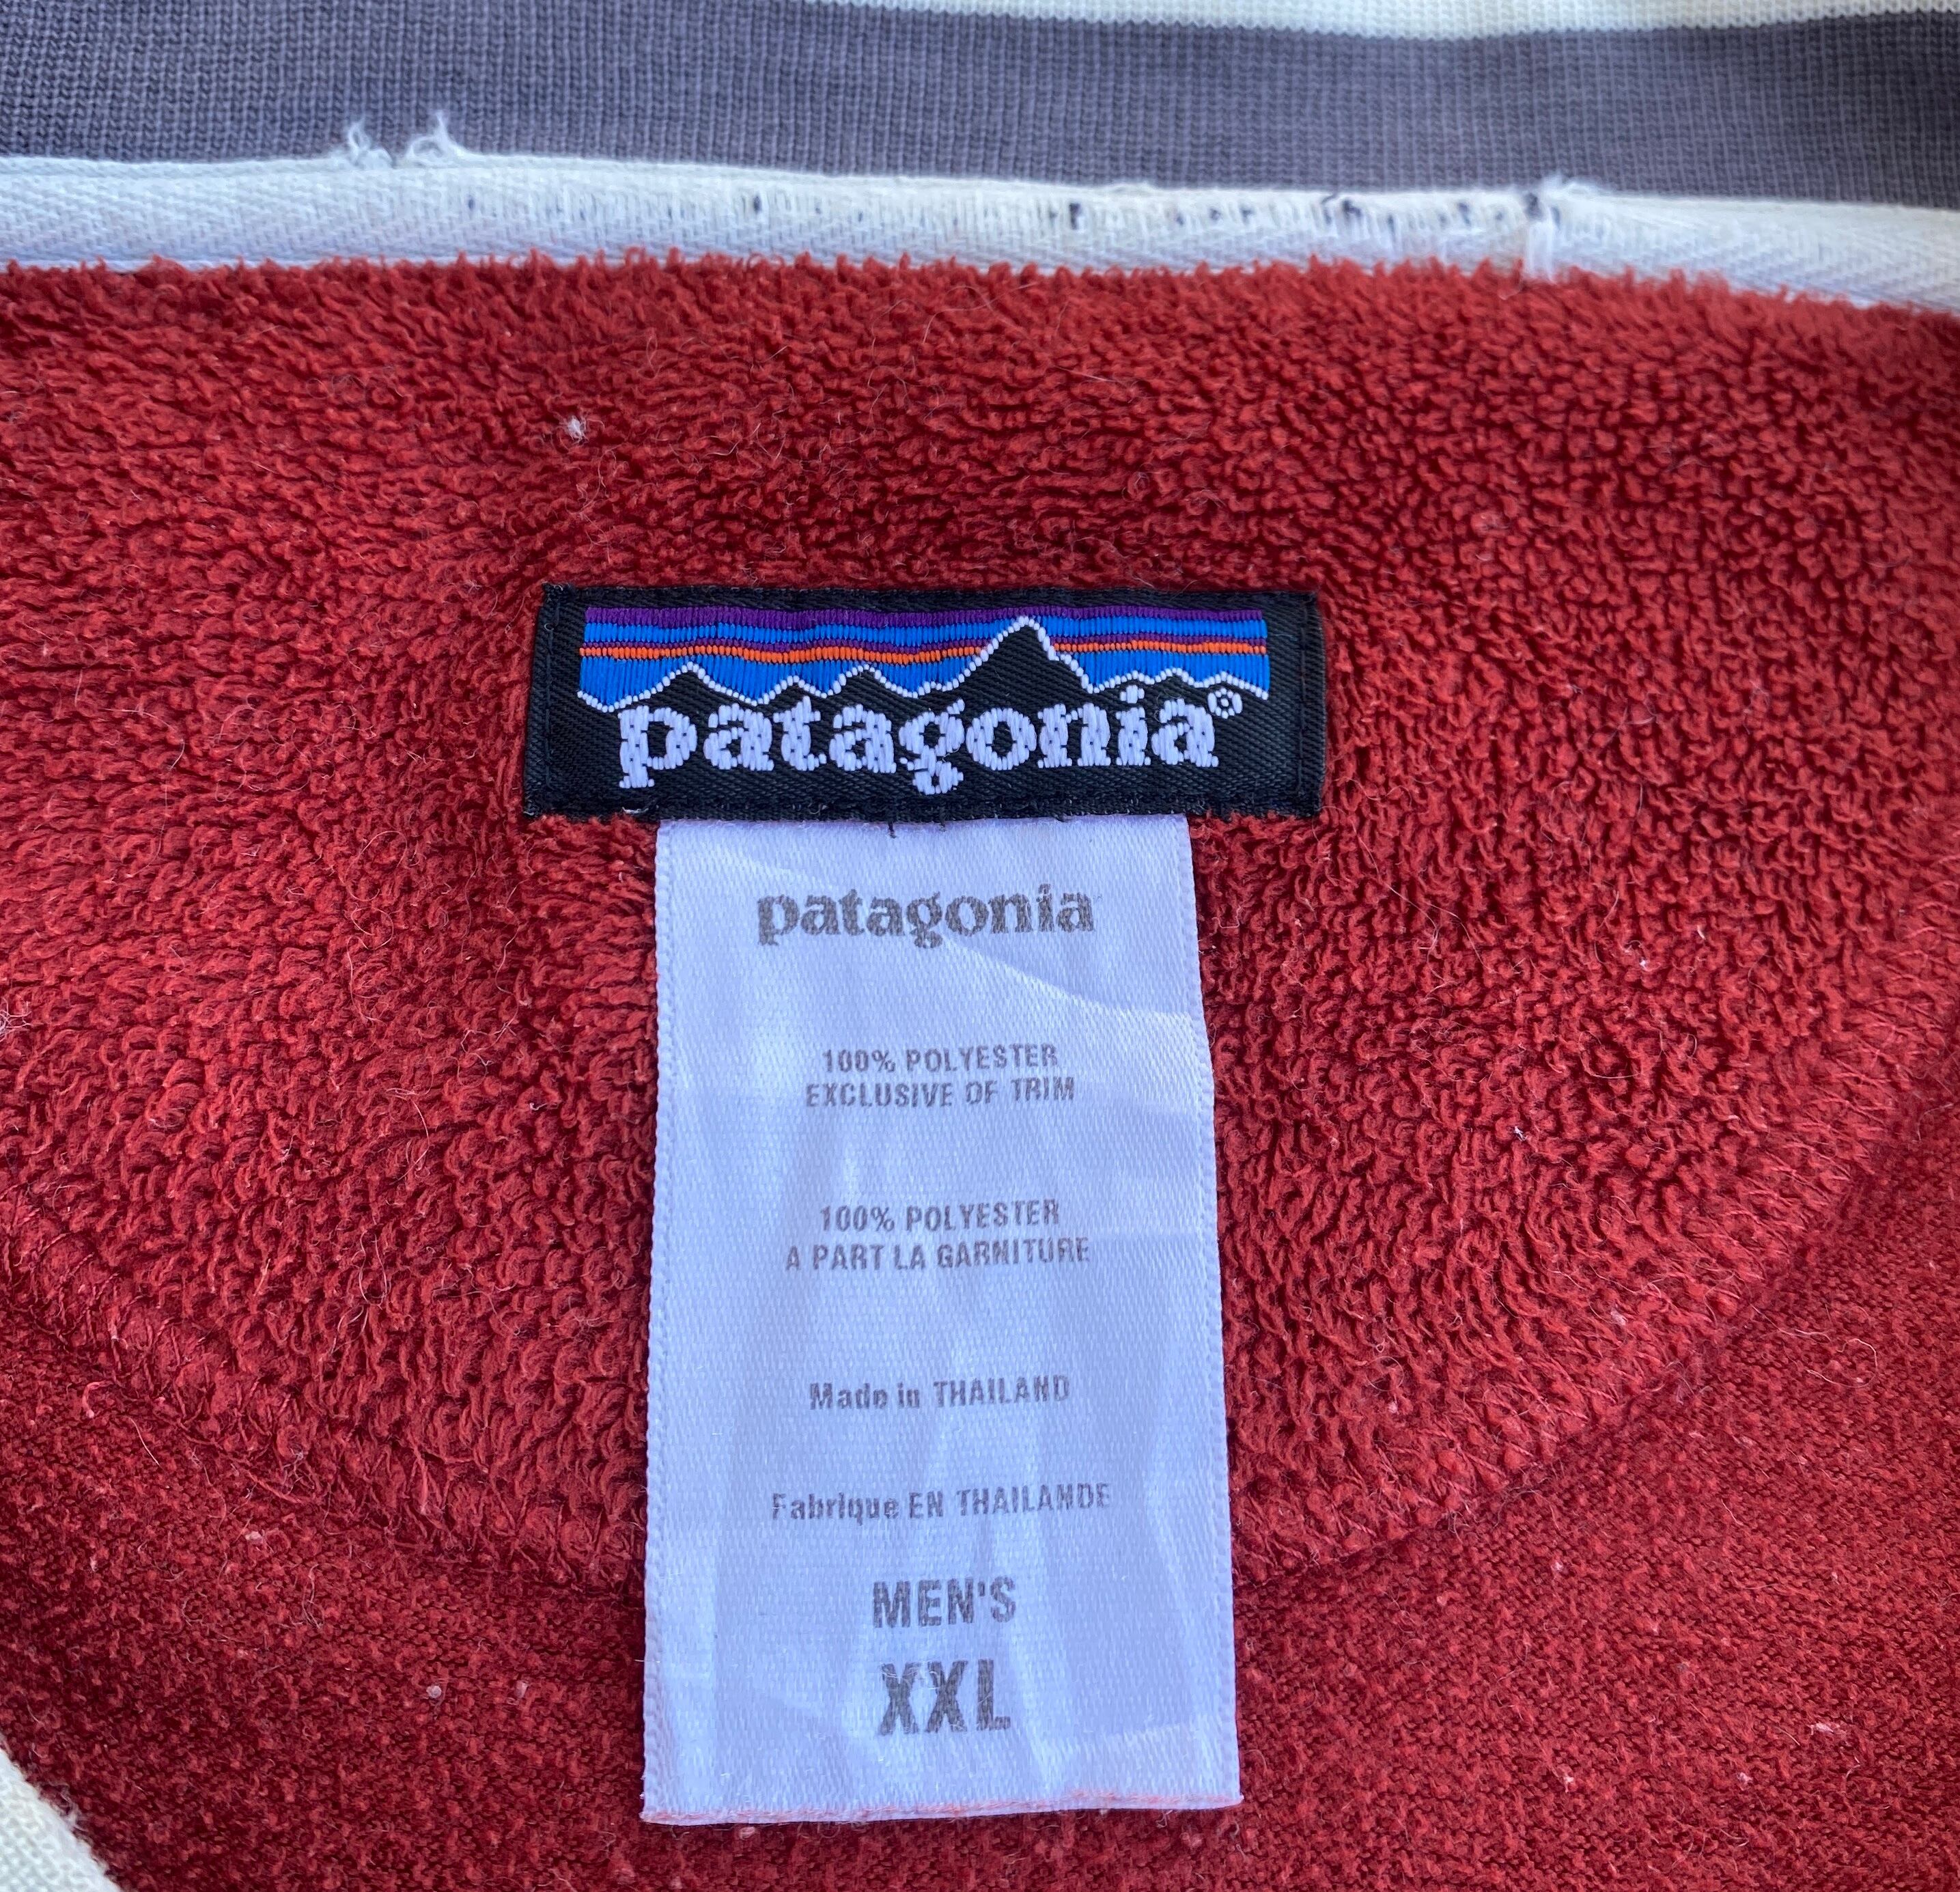 patagonia®
patagonia
100% POLYESTER
EXCLUSIVE OF TRIM
100% POLYESTER
A PART LA GARNITURE
Made in THAILAND
Fabrique EN THAILANDE
MEN'S
XXL